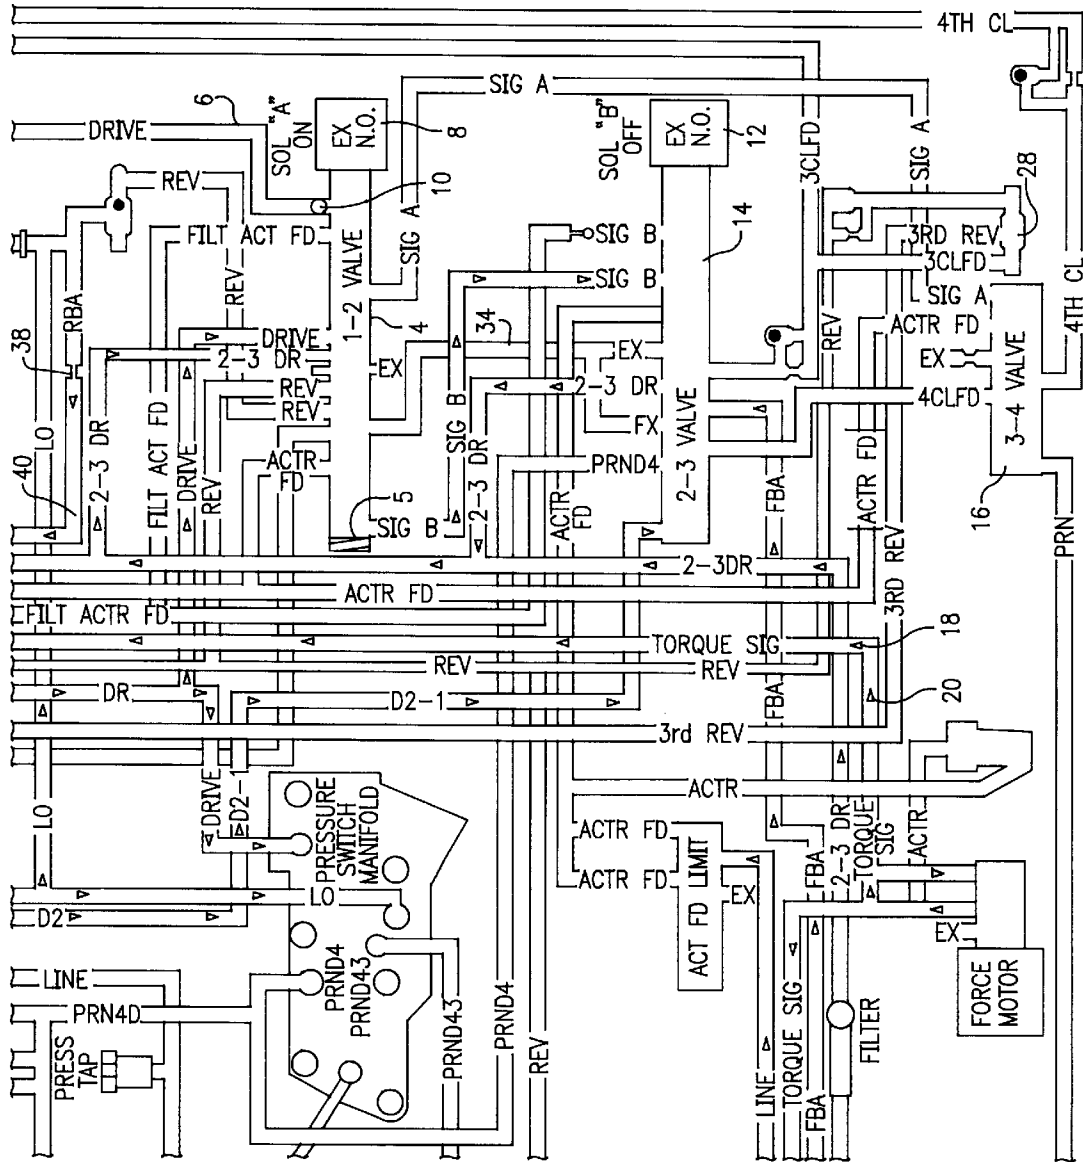 4TH CL
SIG A
6
SOL "A"
ON
EX
N.O.
8
SOL "B"
OFF
EX
N.O.
12
DRIVE
REV
10
3CLFD
SIG A
28
FILT ACT FD
SIG A
SIG B
14
3RD REV
3CLFD
REV
1-2 VALVE
SIG B
SIG A
4TH CL
38
RBA
DRIVE
4
34
REV
ACTR FD
2-3 DR
EX
EX
EX
REV
2-3 DR
4CLFD
3-4 VALVE
LO
REV
SIG B
FX
2-3 VALVE
40
2-3 DR
FILT ACT FD
DRIVE
REV
ACTR
FD
5
2-3 DR
PRND4
ACTR
FD
FBA
ACTR FD
16
SIG B
PRN
2-3DR
3RD REV
ACTR FD
FILT ACTR FD
TORQUE SIG
18
REV
REV
DR
D2-1
FBA
20
3rd REV
DRIVE
D2-1
PRESSURE
SWITCH
MANIFOLD
ACTR
2-3 DR
TORQUE
SIG
ACTR
LO
ACTR FD
ACTR FD
ACT FD LIMIT
EX
FBA
LO
D2
PRND4
PRND43
EX
FORCE
MOTOR
LINE
PRN4D
PRESS
TAP
PRND43
PRND4
REV
LINE
TORQUE SIG
FBA
FILTER